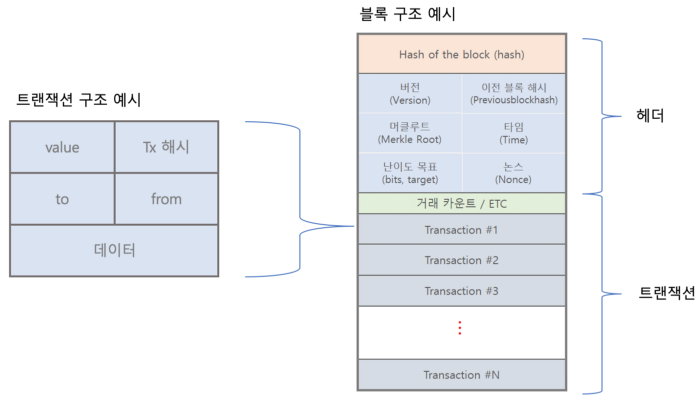 블록 구조 예시
Hash of the block (hash)
버전
(Version)
이전 블록 해시
(Previousblockhash)
머클루트
(Merkle Root)
타임
(Time)
난이도 목표
(bits, target)
논스
(Nonce)
거래 카운트 / ETC
Transaction #1
Transaction #2
Transaction #3
Transaction #N
헤더
트랜잭션
트랜잭션 구조 예시
value
Tx 해시
to
from
데이터